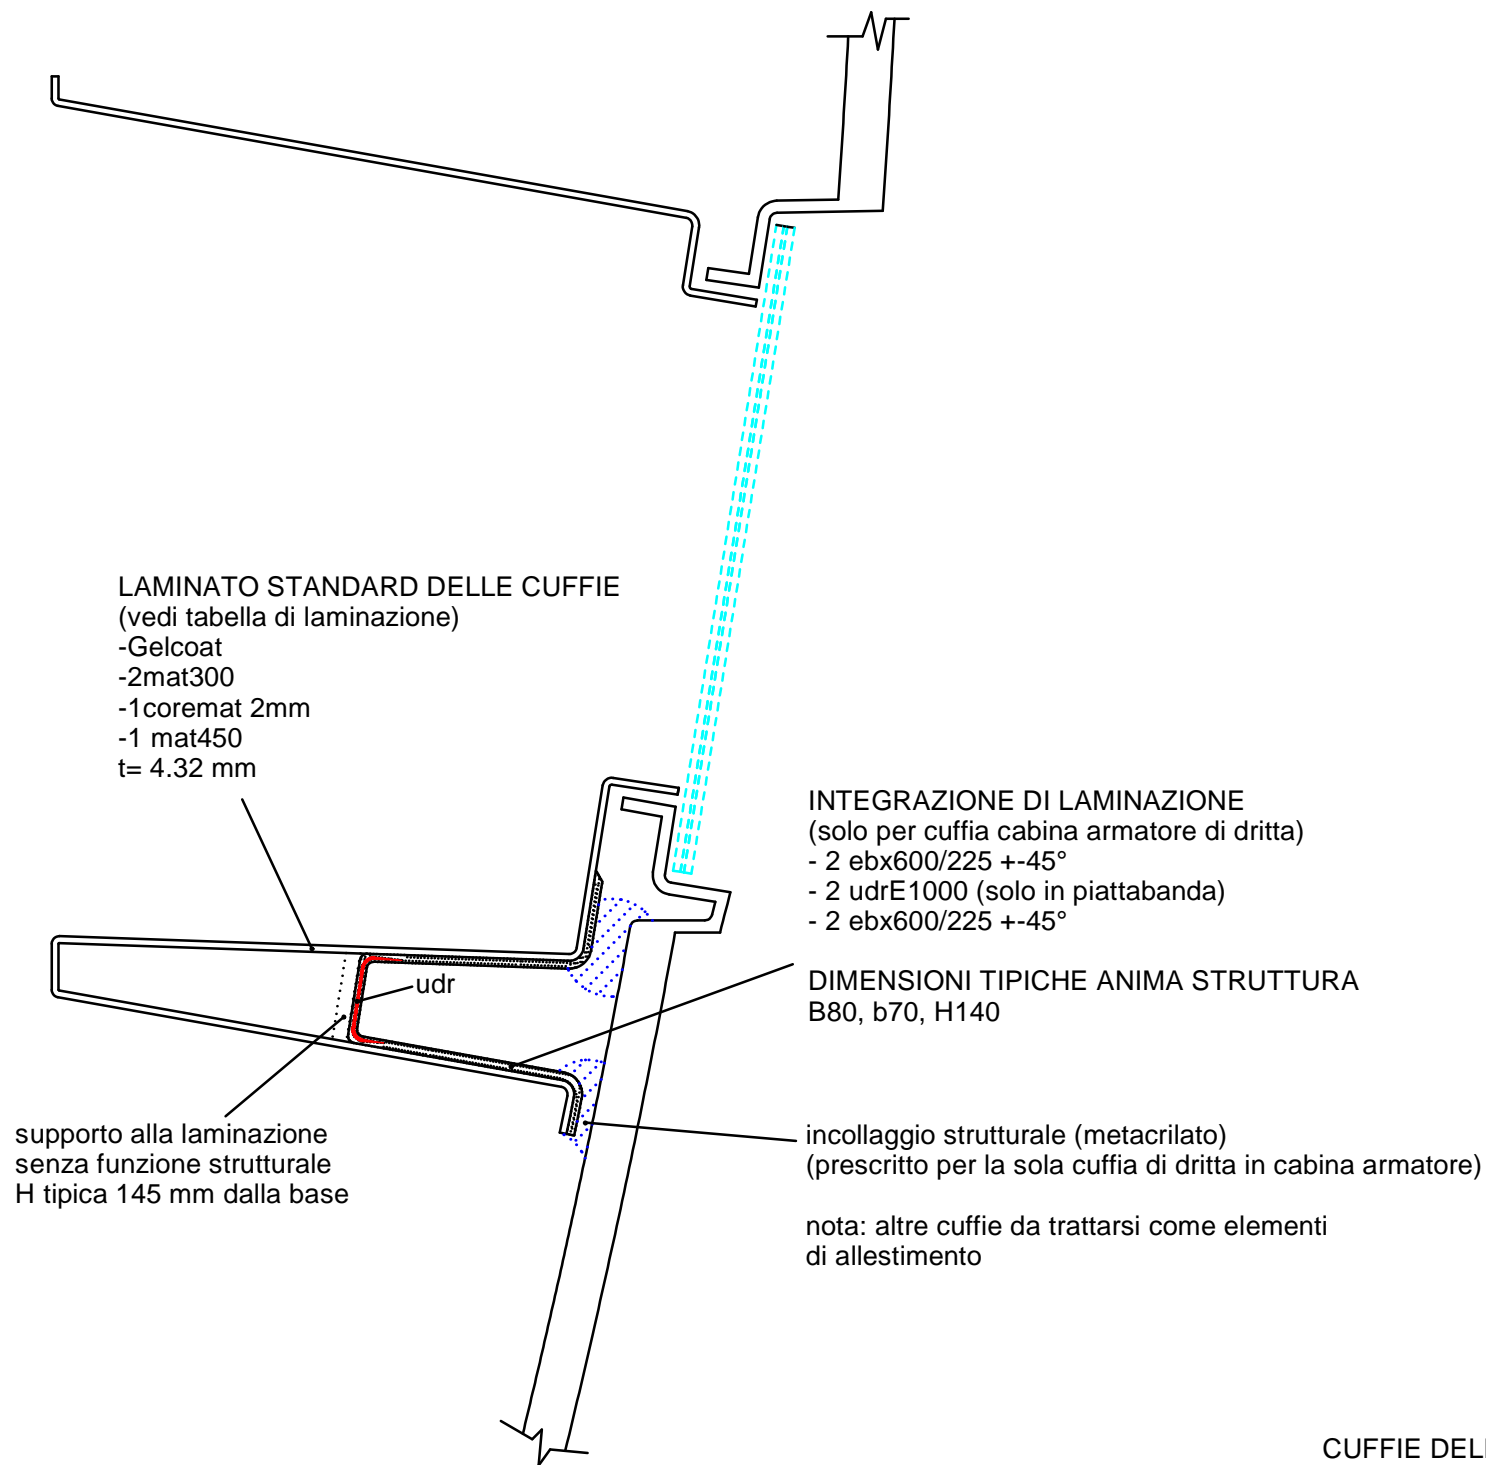 LAMINATO STANDARD DELLE CUFFIE
(vedi tabella di laminazione)
-Gelcoat
-2mat300
-1coremat 2mm
-1 mat450
t= 4.32 mm
INTEGRAZIONE DI LAMINAZIONE
(solo per cuffia cabina armatore di dritta)
- 2 ebx600/225 +-45°
- 2 udrE1000 (solo in piattabanda)
- 2 ebx600/225 +-45°
DIMENSIONI TIPICHE ANIMA STRUTTURA
B80, b70, H140
udr
supporto alla laminazione
senza funzione strutturale
H tipica 145 mm dalla base
incollaggio strutturale (metacrilato)
(prescritto per la sola cuffia di dritta in cabina armatore)
nota: altre cuffie da trattarsi come elementi
di allestimento
CUFFIE